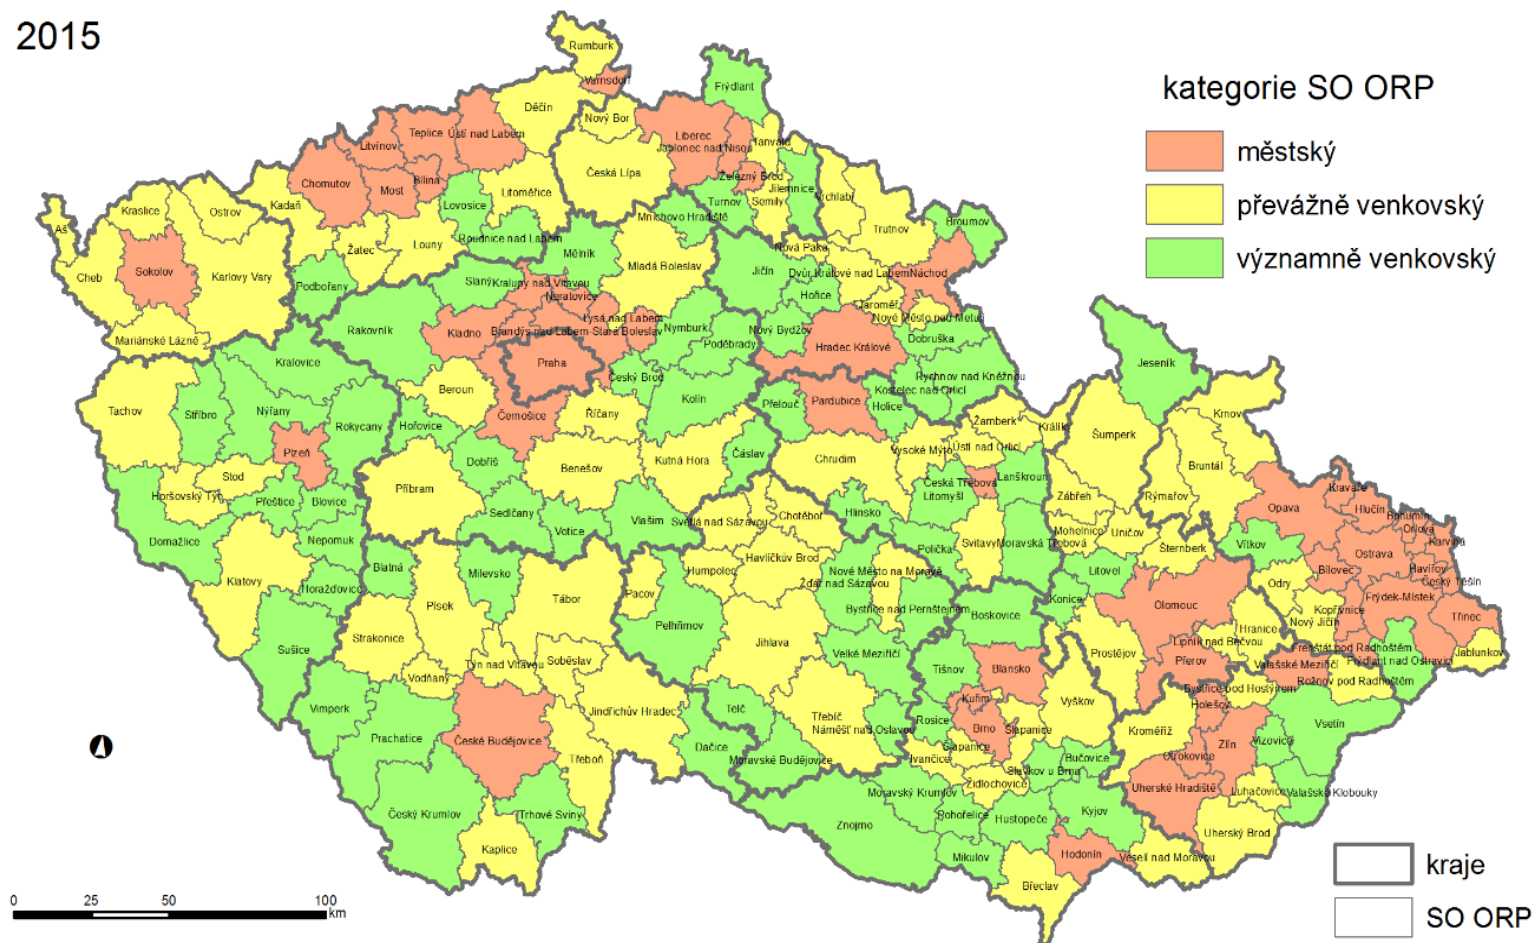 2015
kategorie SO ORP
městský
převážně venkovský
významně venkovský
Rumburk
Varnsdorf
Frýdlant
Děčín
Nový Bor
Teplice
Ústí nad Labem
Liberec
Jablonec nad Nisou
Tanvald
Litvínov
Česká Lípa
Chomutov
Most
Bílina
Litoměřice
Železný Brod
Jilemnice
Vrchlabí
Kraslice
Ostrov
Kadaň
Lovosice
Turnov
Semily
Mnichovo Hradiště
Trutnov
Broumov
Aš
Žatec
Louny
Roudnice nad Labem
Mělník
Nová Paka
Cheb
Sokolov
Karlovy Vary
Mladá Boleslav
Jičín
Dvůr Králové nad Labem
Náchod
Podbořany
Slaný
Kralupy nad Vltavou
Neratovice
Hořice
Jaroměř
Nové Město nad Metují
Mariánské Lázně
Rakovník
Kladno
Lysá nad Labem
Brandýs nad Labem-Stará Boleslav
Nymburk
Poděbrady
Nový Bydžov
Hradec Králové
Dobruška
Kralovice
Praha
Český Brod
Rychnov nad Kněžnou
Kostelec nad Orlicí
Jeseník
Tachov
Stříbro
Nýřany
Rokycany
Beroun
Hořovice
Černošice
Říčany
Kolín
Přelouč
Pardubice
Holice
Žamberk
Králíky
Šumperk
Krnov
Plzeň
Dobříš
Benešov
Kutná Hora
Čáslav
Chrudim
Vysoké Mýto
Ústí nad Orlicí
Bruntál
Stod
Horšovský Týn
Přeštice
Blovice
Příbram
Sedlčany
Votice
Vlašim
Světlá nad Sázavou
Chotěboř
Hlinsko
Česká Třebová
Litomyšl
Lanškroun
Zábřeh
Rýmařov
Opava
Kravaře
Hlučín
Bohumín
Orlová
Karviná
Domažlice
Nepomuk
Klatovy
Horažďovice
Blatná
Milevsko
Tábor
Humpolec
Havlíčkův Brod
Polička
Svitavy
Moravská Třebová
Mohelnice
Uničov
Šternberk
Vítkov
Ostrava
Havířov
Český Těšín
Bílovec
Písek
Pacov
Pelhřimov
Žďár nad Sázavou
Nové Město na Moravě
Bystřice nad Pernštejnem
Litovel
Konice
Olomouc
Odry
Kopřivnice
Nový Jičín
Frýdek-Místek
Třinec
Sušice
Strakonice
Vodňany
Týn nad Vltavou
Soběslav
Jihlava
Velké Meziříčí
Boskovice
Prostějov
Lipník nad Bečvou
Hranice
Přerov
Frenštát pod Radhoštěm
Frýdlant nad Ostravicí
Jablunkov
Valašské Meziříčí
Rožnov pod Radhoštěm
Tišnov
Blansko
Vimperk
Prachatice
České Budějovice
Jindřichův Hradec
Telč
Třebíč
Náměšť nad Oslavou
Rosice
Kuřim
Brno
Šlapanice
Šlapanice
Vyškov
Bystřice pod Hostýnem
Holešov
Kroměříž
Zlín
Vizovice
Vsetín
Třeboň
Dačice
Moravské Budějovice
Ivančice
Slavkov u Brna
Bučovice
Otrokovice
Uherské Hradiště
Luhačovice
Valašské Klobouky
Český Krumlov
Trhové Sviny
Kaplice
Moravský Krumlov
Židlochovice
Znojmo
Pohořelice
Hustopeče
Kyjov
Uherský Brod
Mikulov
Hodonín
Veselí nad Moravou
Břeclav
kraje
SO ORP
0 25 50 100
km